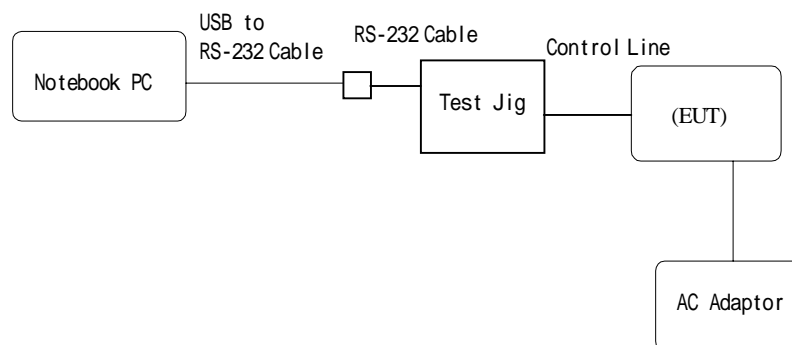 USB to
RS-232 Cable
RS-232 Cable
Control Line
Notebook PC
Test Jig
(EUT)
AC Adaptor